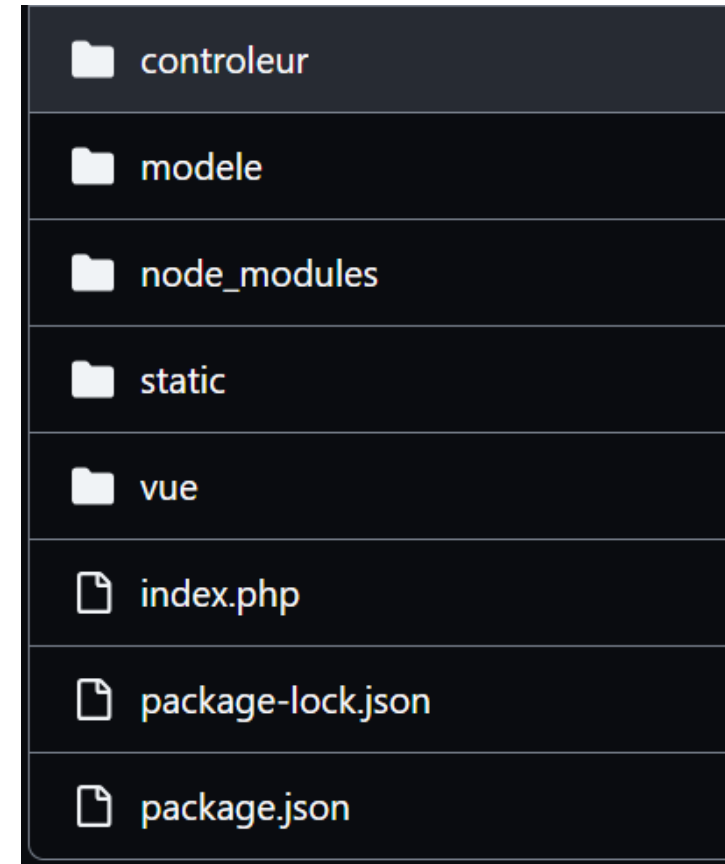 controleur
modele
node_modules
static
vue
index.php
package-lock.json
package.json